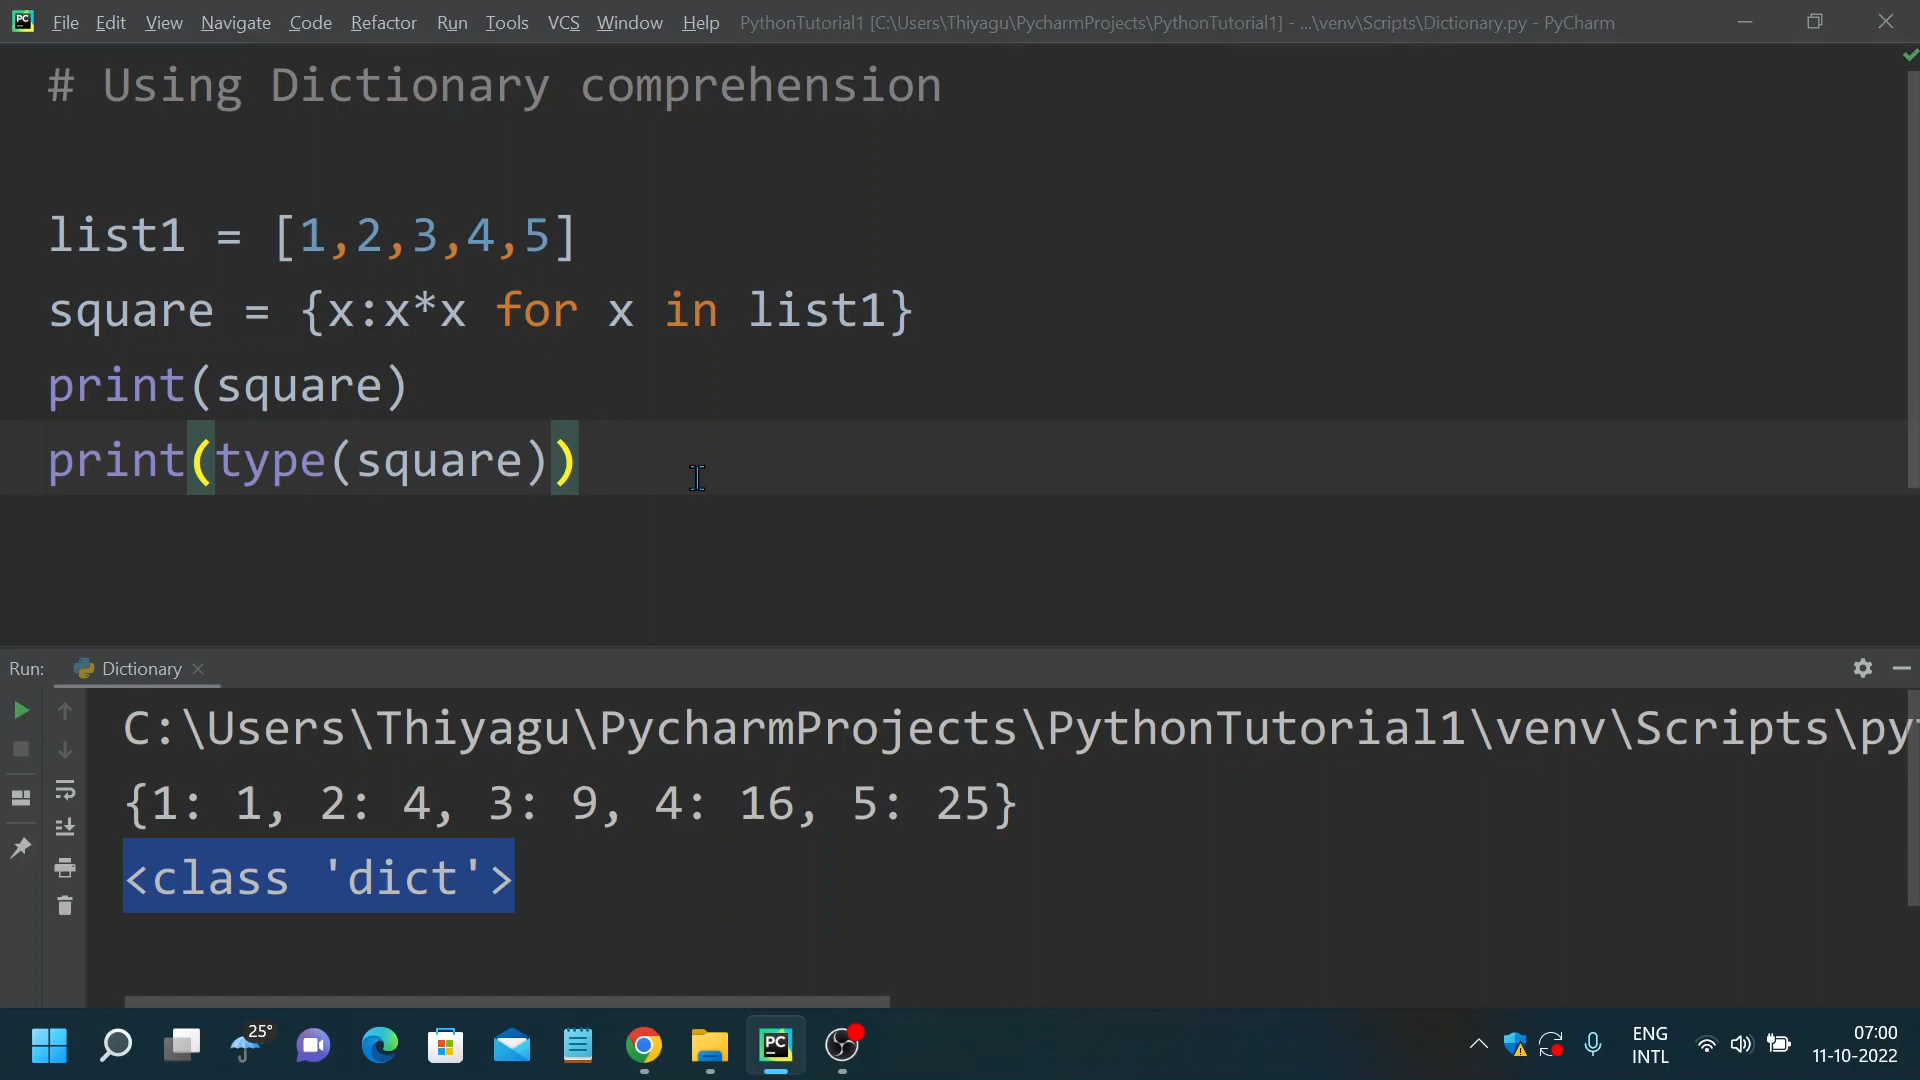 PC File Edit View Navigate Code Refactor Run Tools VCS Window Help PythonTutorial1 [C:\Users\Thiyagu\PycharmProjects\PythonTutorial1] - ...\venv\Scripts\Dictionary.py - PyCharm
# Using Dictionary comprehension
list1 = [1,2,3,4,5]
square = {x:x*x for x in list1}
print(square)
print(type(square))
Run: Dictionary
C:\Users\Thiyagu\PycharmProjects\PythonTutorial1\venv\Scripts\py
{1: 1, 2: 4, 3: 9, 4: 16, 5: 25}
<class 'dict'>
25°
PC
ENG
INTL
07:00
11-10-2022